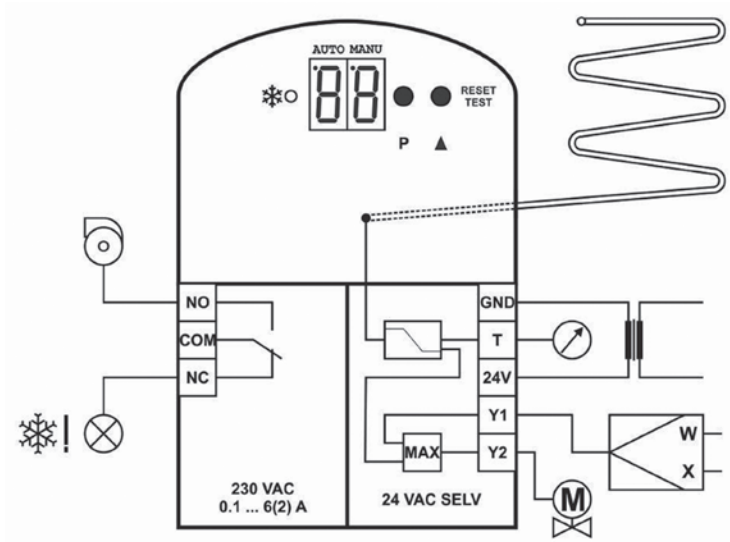 AUTO MANU
88
RESET
TEST
P
NO
COM
NC
GND
T
24V
Y1
Y2
MAX
W
X
M
230 VAC
0.1 ... 6(2) A
24 VAC SELV